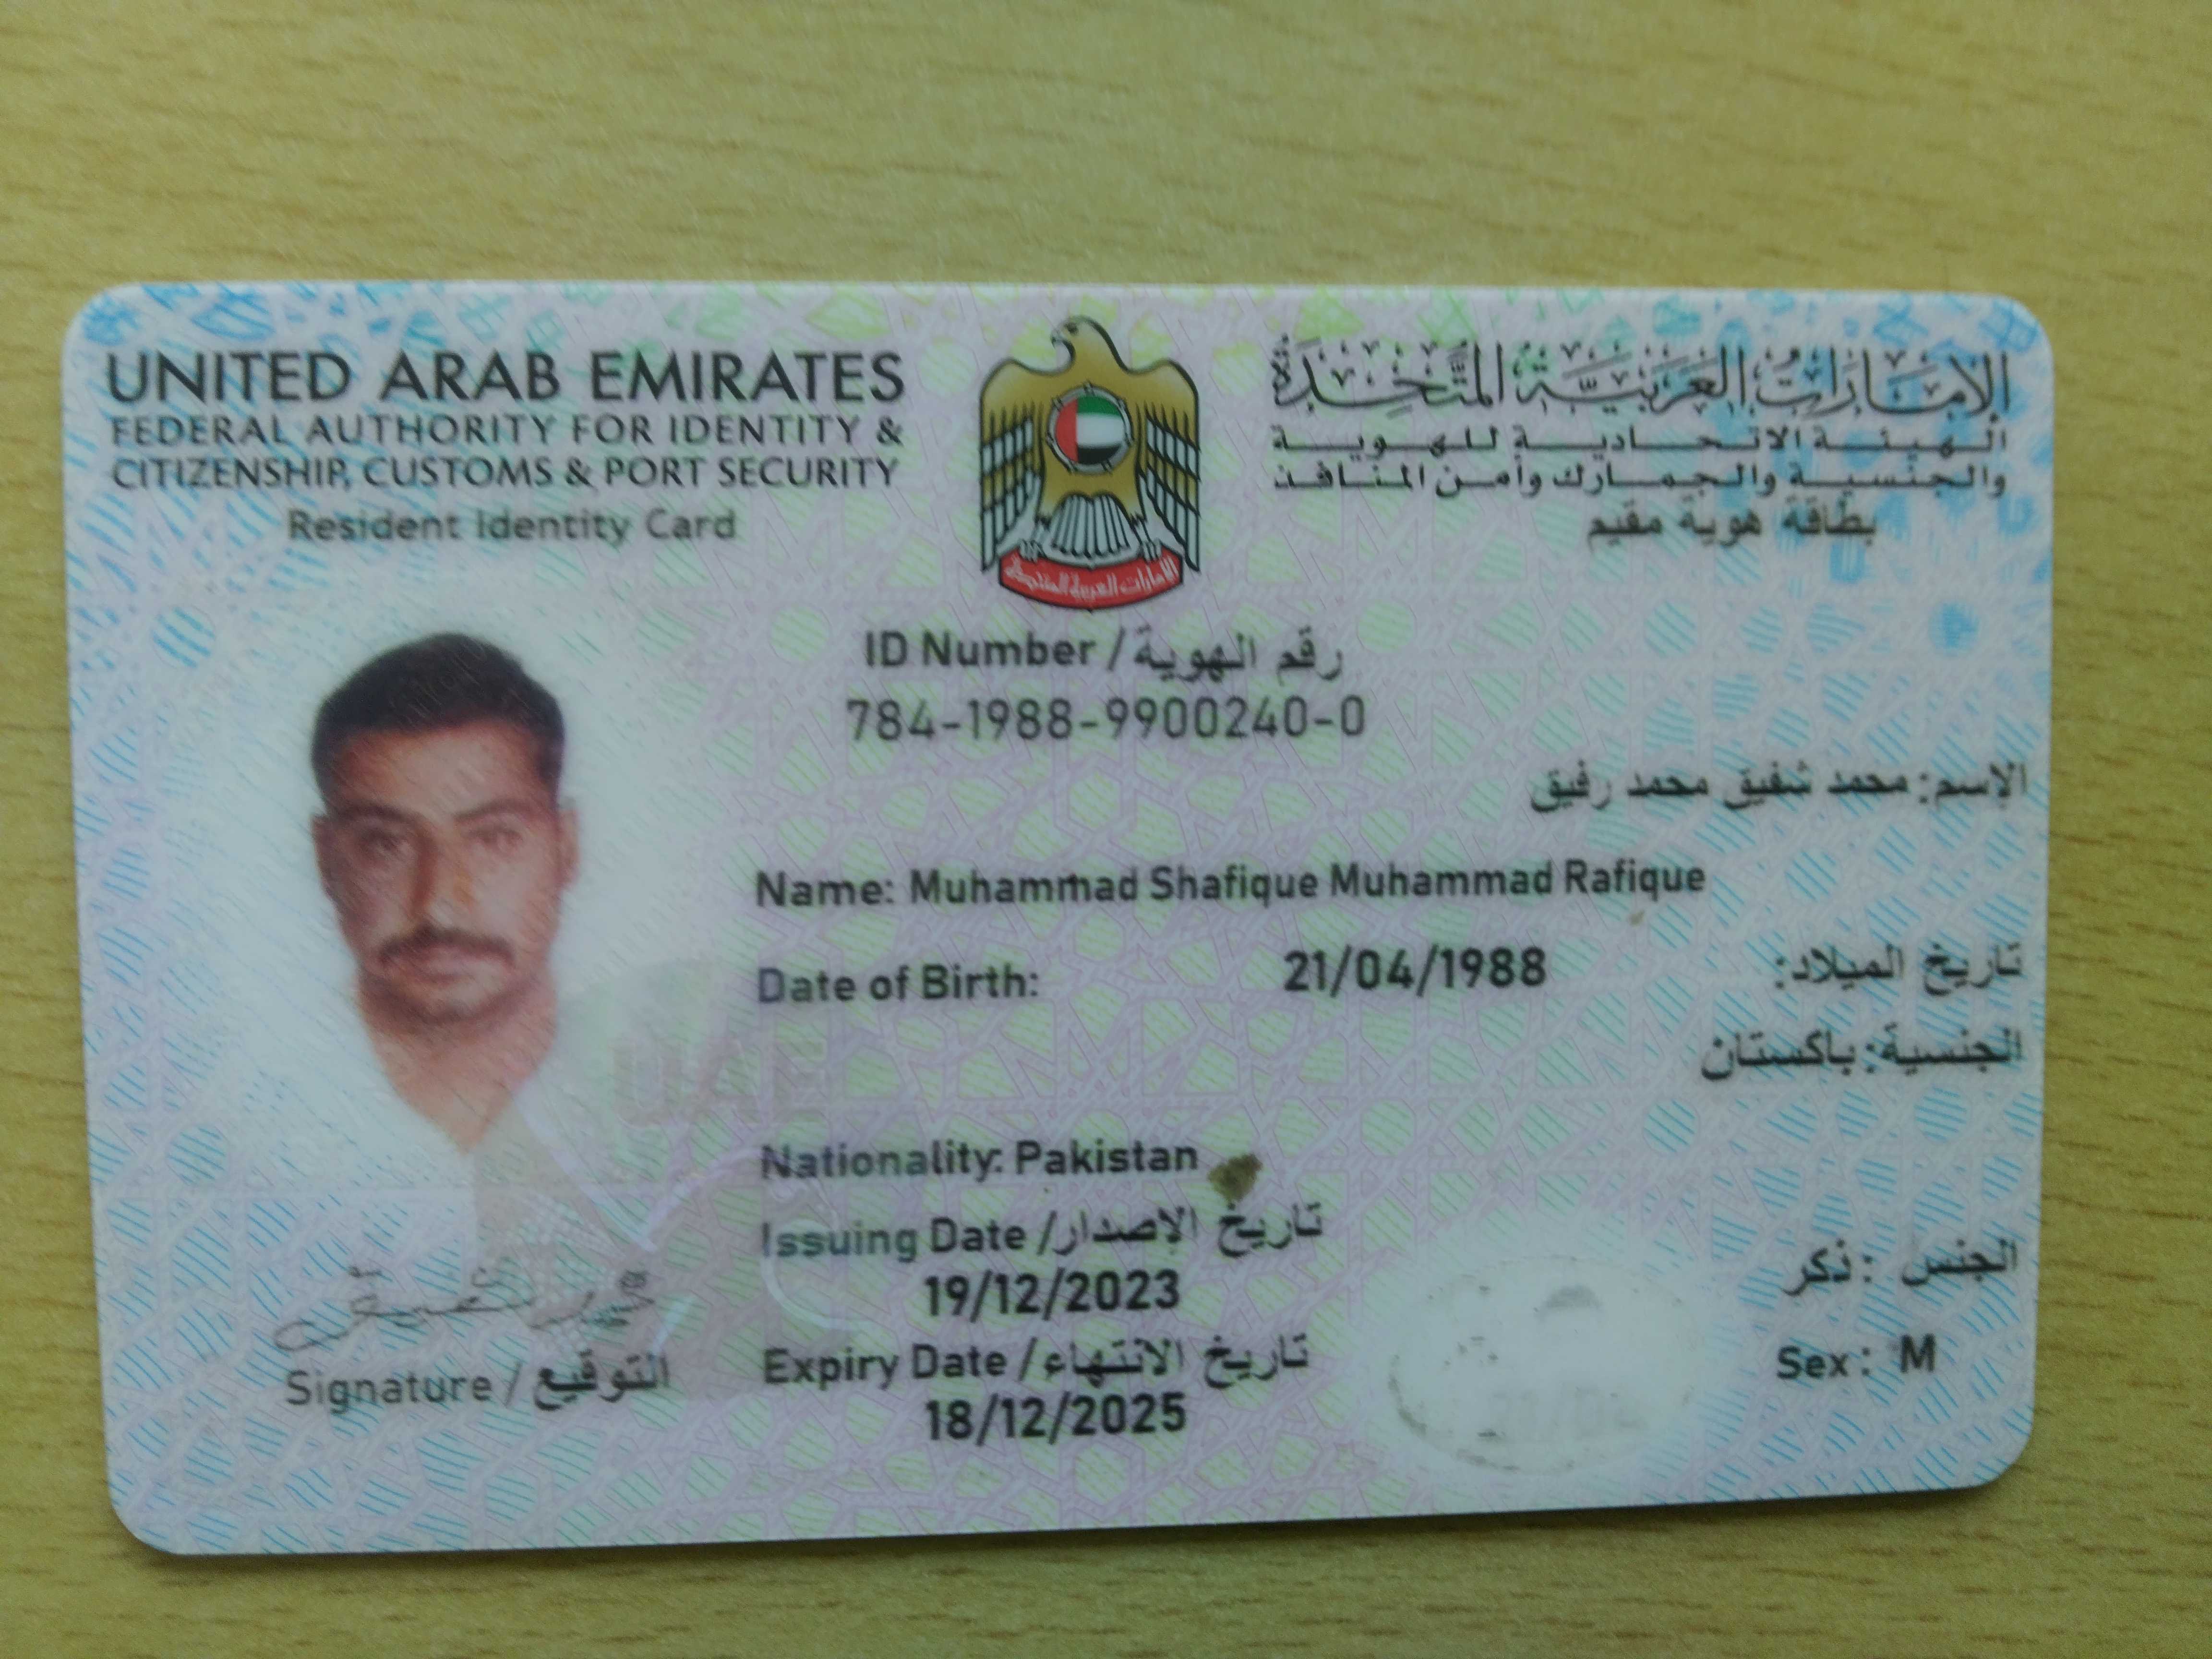 UNITED ARAB EMIRATES
الإمارات العربية المتحدة
FEDERAL AUTHORITY FOR IDENTITY &
CITIZENSHIP, CUSTOMS & PORT SECURITY
الهيئة الاتحادية للهوية
والجنسية والجمارك وأمن المنافذ
Resident Identity Card
بطاقة هوية مقيم
الإمارات العربية المتحدة
ID Number / رقم الهوية
784-1988-9900240-0
الإسم: محمد شفيق محمد رفيق
Name: Muhammad Shafique Muhammad Rafique
Date of Birth: 21/04/1988 تاريخ الميلاد:
الجنسية: باكستان
UAE
Nationality: Pakistan
Issuing Date / تاريخ الإصدار
19/12/2023
الجنس : ذكر
Expiry Date / تاريخ الانتهاء
18/12/2025
Sex: M
Signature / التوقيع